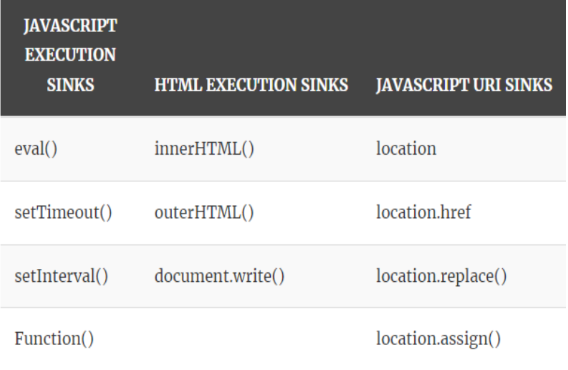 JAVASCRIPT
EXECUTION
SINKS HTML EXECUTION SINKS JAVASCRIPT URI SINKS
eval() innerHTML() location
setTimeout() outerHTML() location.href
setInterval() document.write() location.replace()
Function() location.assign()